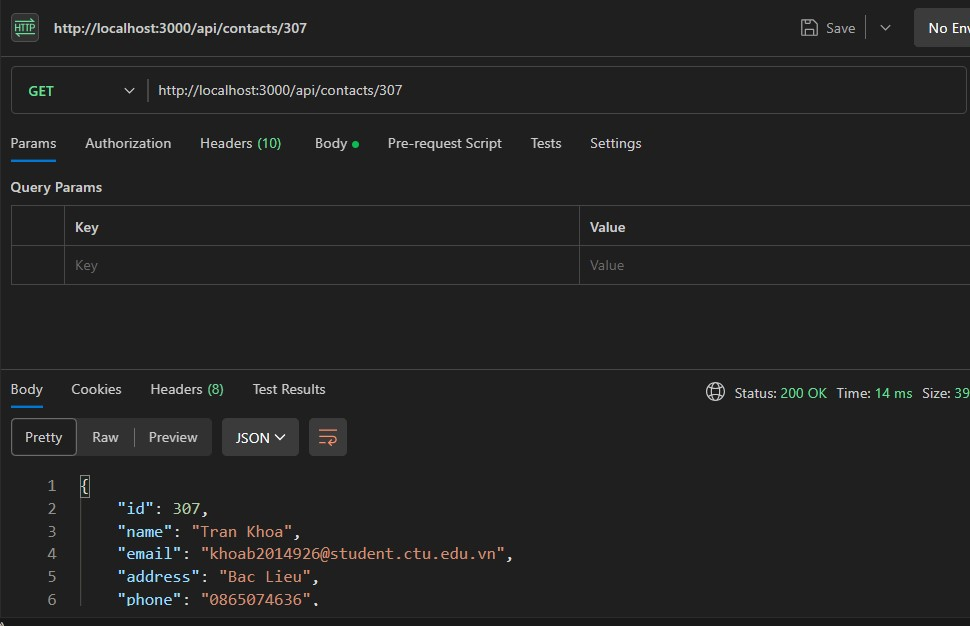 HTTP http://localhost:3000/api/contacts/307 Save No Env
GET http://localhost:3000/api/contacts/307
Params Authorization Headers (10) Body Pre-request Script Tests Settings
Query Params
Key Value
Key Value
Body Cookies Headers (8) Test Results Status: 200 OK Time: 14 ms Size: 39
Pretty Raw Preview JSON
1 {
2 "id": 307,
3 "name": "Tran Khoa",
4 "email": "khoab2014926@student.ctu.edu.vn",
5 "address": "Bac Lieu",
6 "phone": "0865074636",